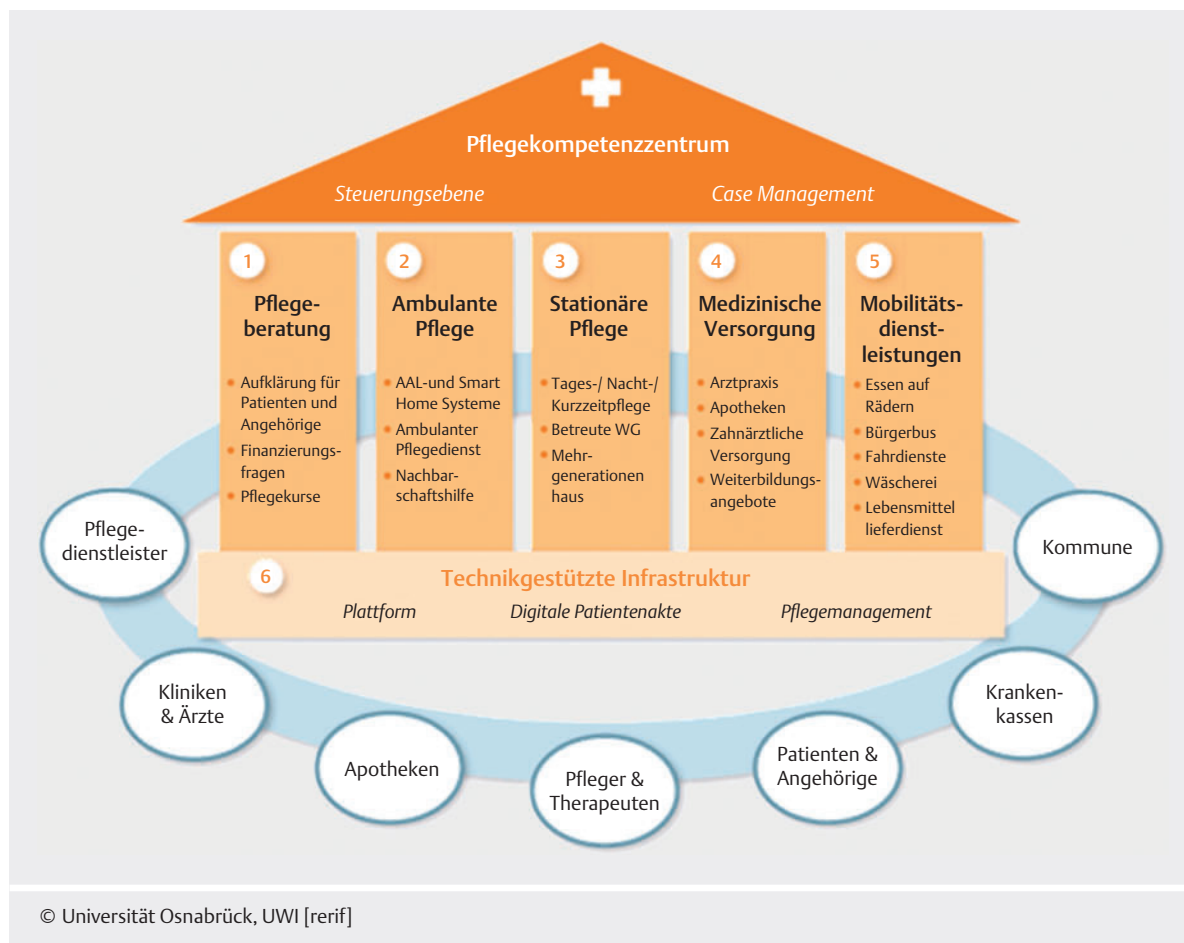 Pflegekompetenzzentrum
Steuerungsebene
Case Management
1
Pflege-
beratung
• Aufklärung für
Patienten und
Angehörige
• Finanzierungs-
fragen
• Pflegekurse
2
Ambulante
Pflege
• AAL-und Smart
Home Systeme
• Ambulanter
Pflegedienst
• Nachbar-
schaftshilfe
3
Stationäre
Pflege
• Tages-/ Nacht-/
Kurzzeitpflege
• Betreute WG
• Mehr-
generationen
haus
4
Medizinische
Versorgung
• Arztpraxis
• Apotheken
• Zahnärztliche
Versorgung
• Weiterbildungs-
angebote
5
Mobilitäts-
dienst-
leistungen
• Essen auf
Rädern
• Bürgerbus
• Fahrdienste
• Wäscherei
• Lebensmittel
lieferdienst
6
Technikgestützte Infrastruktur
Plattform
Digitale Patientenakte
Pflegemanagement
Pflege-
dienstleister
Kliniken
& Ärzte
Apotheken
Pfleger &
Therapeuten
Patienten &
Angehörige
Kranken-
kassen
Kommune
© Universität Osnabrück, UWI [rerif]